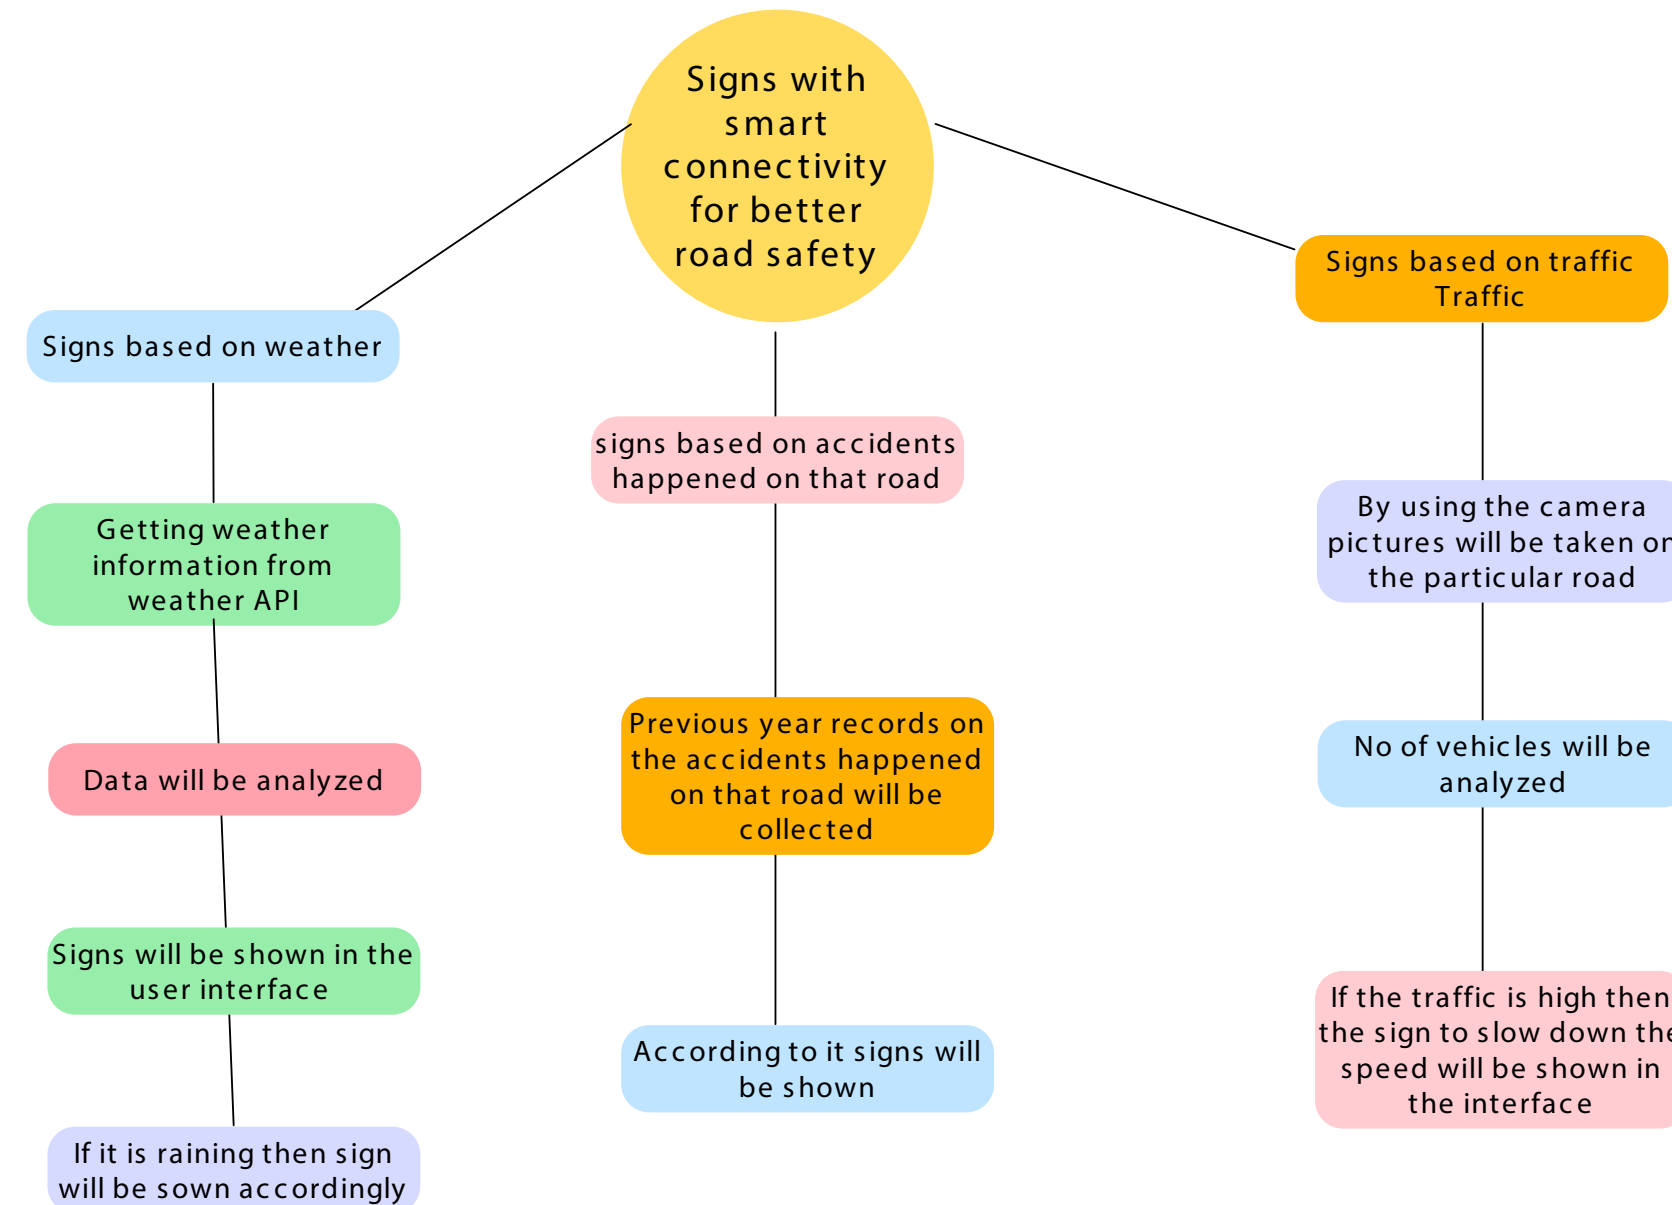 Signs with
smart
connectivity
for better
road safety
Signs based on weather
Getting weather
information from
weather API
Data will be analyzed
Signs will be shown in the
user interface
If it is raining then sign
will be sown accordingly
signs based on accidents
happened on that road
Previous year records on
the accidents happened
on that road will be
collected
According to it signs will
be shown
Signs based on traffic
Traffic
By using the camera
pictures will be taken on
the particular road
No of vehicles will be
analyzed
If the traffic is high then
the sign to slow down the
speed will be shown in
the interface